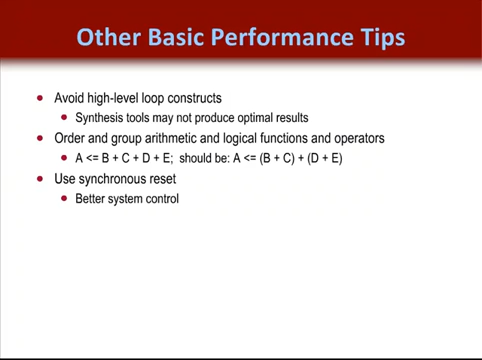 Other Basic Performance Tips
Avoid high-level loop constructs
Synthesis tools may not produce optimal results
Order and group arithmetic and logical functions and operators
A <= B + C + D + E; should be: A <= (B + C) + (D + E)
Use synchronous reset
Better system control